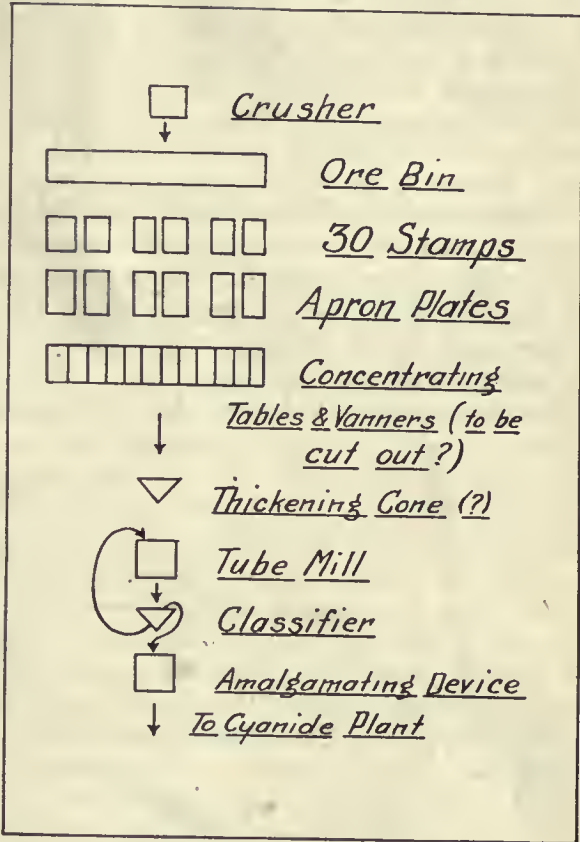 Crusher
Ore Bin
30 Stamps
Apron Plates
Concentrating
Tables & Vanners (to be
cut out?)
Thickening Cone (?)
Tube Mill
Classifier
Amalgamating Device
To Cyanide Plant